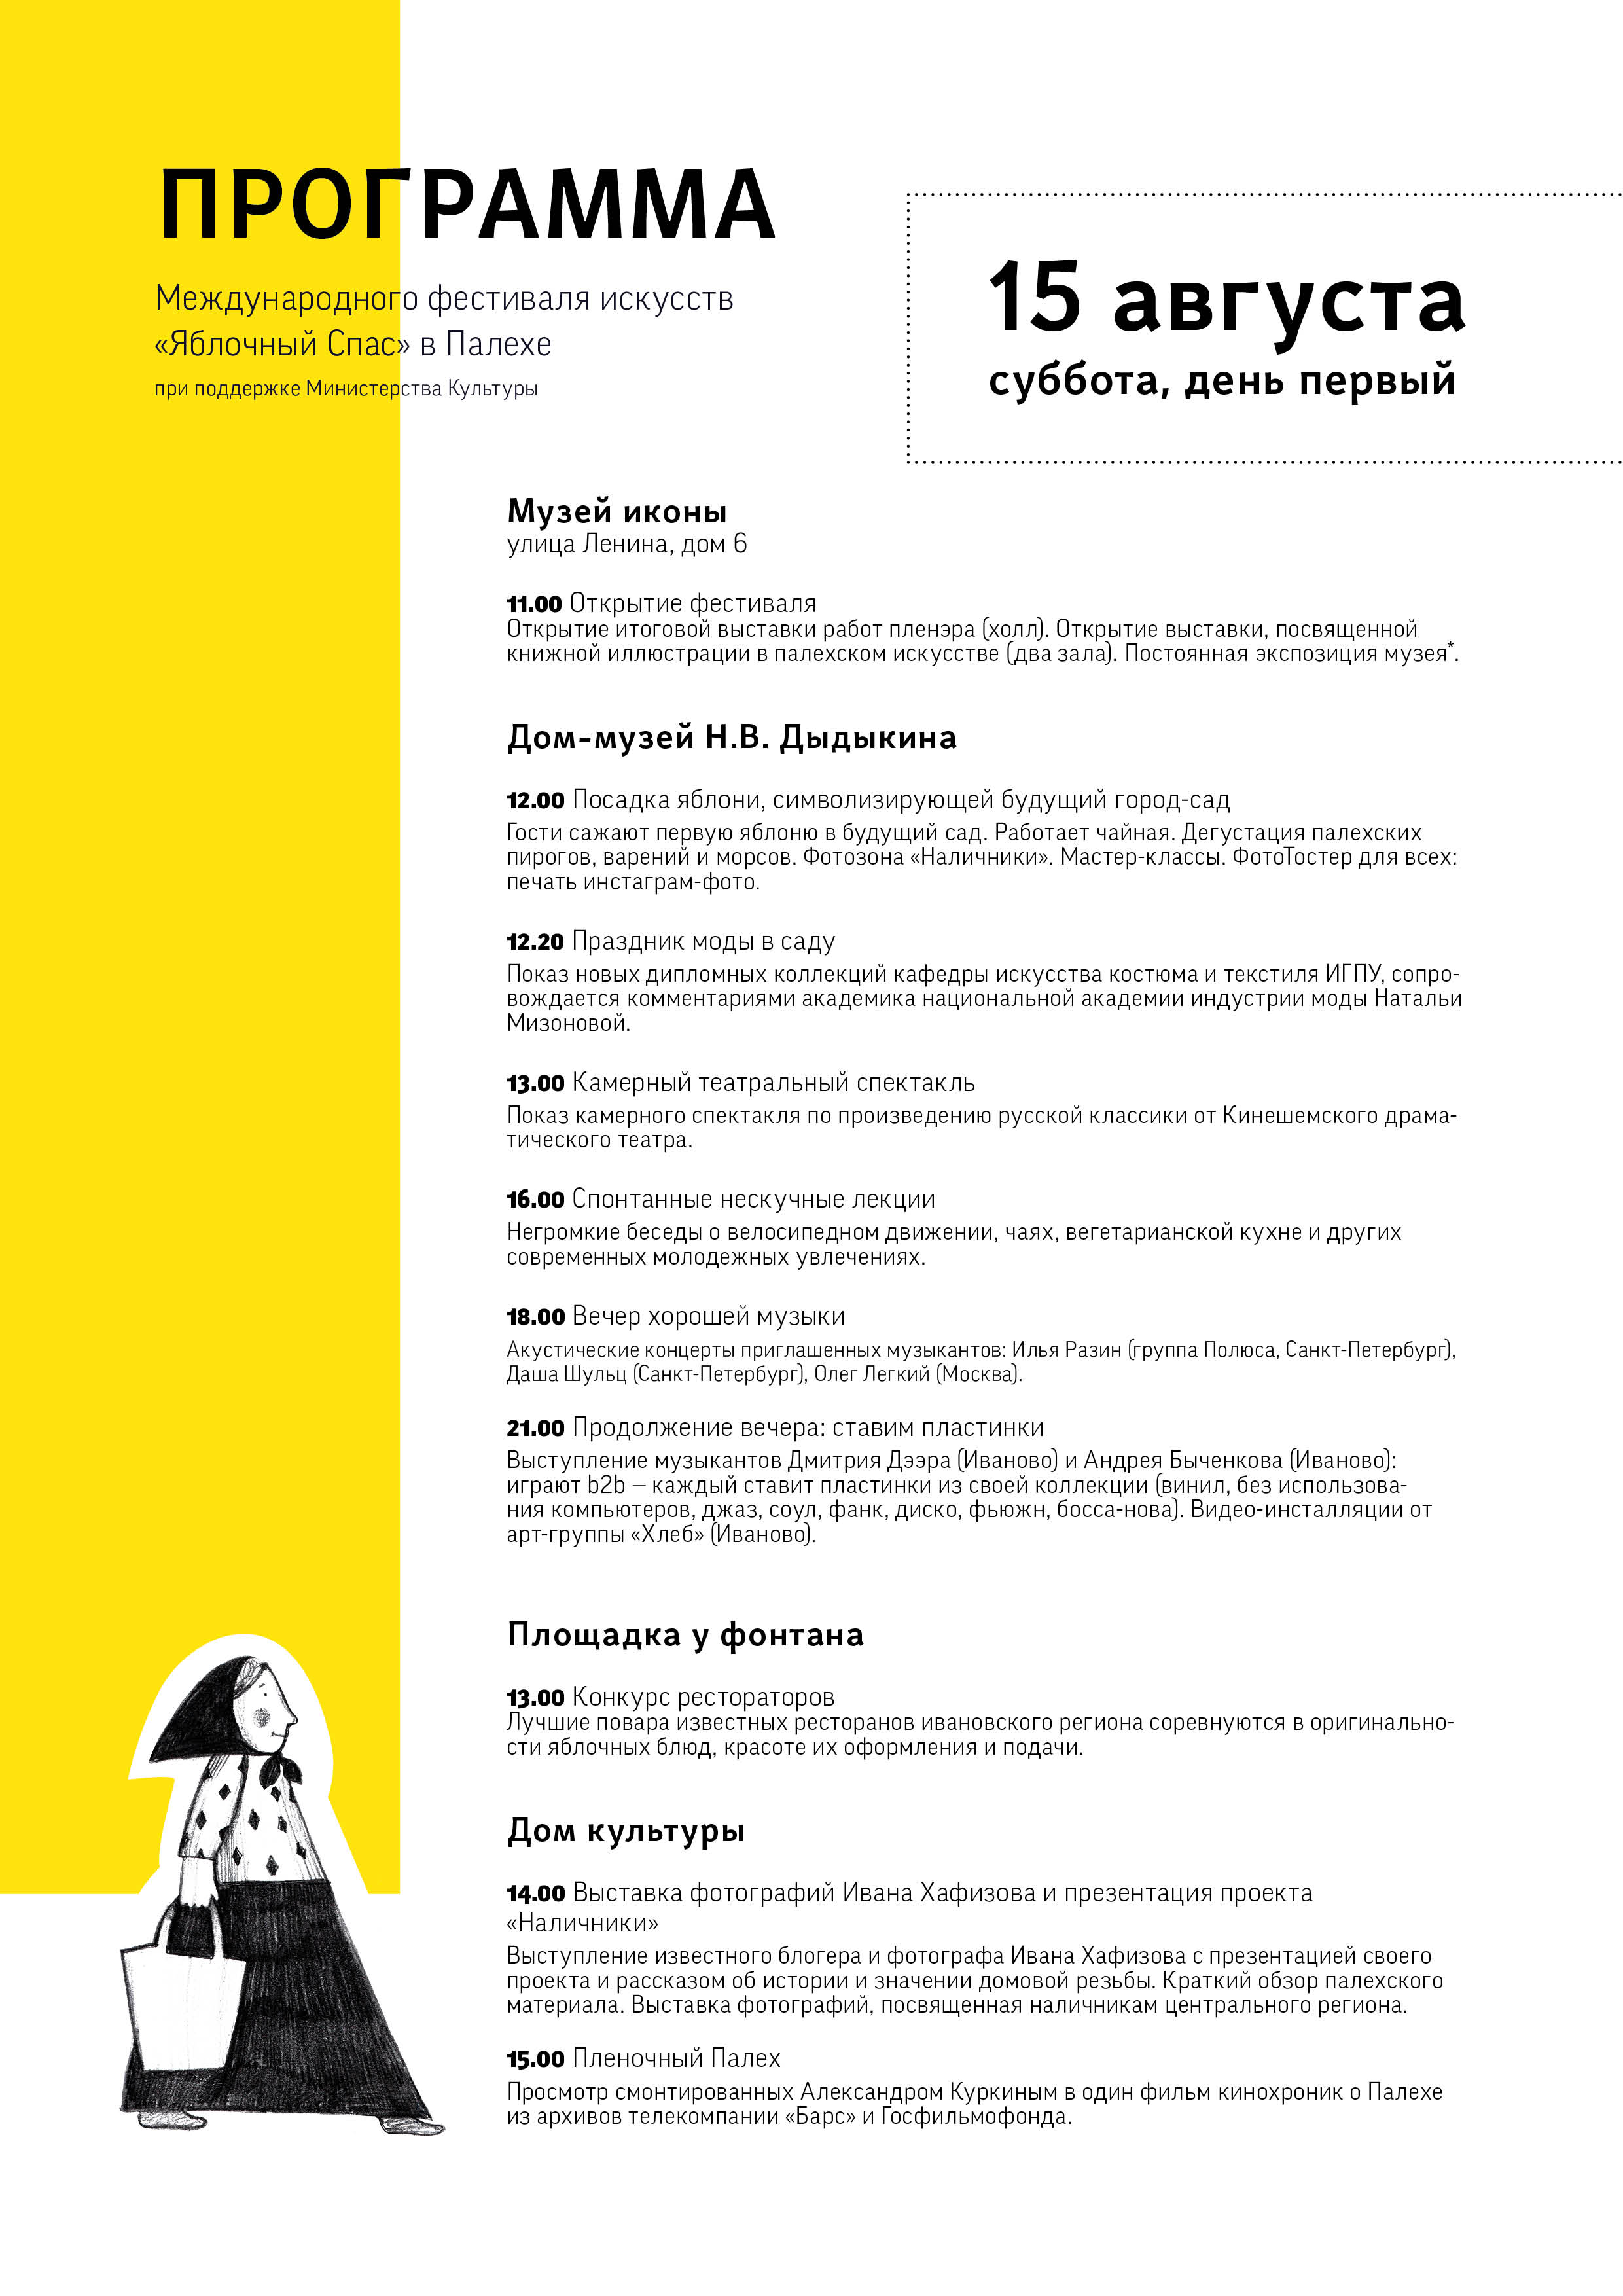 ПРОГРАММА
Международного фестиваля искусств
«Яблочный Спас» в Палехе
при поддержке Министерства Культуры
15 августа
суббота, день первый
Музей иконы
улица Ленина, дом 6
11.00 Открытие фестиваля
Открытие итоговой выставки работ пленэра (холл). Открытие выставки, посвященной
книжной иллюстрации в палехском искусстве (два зала). Постоянная экспозиция музея*.
Дом-музей Н.В. Дыдыкина
12.00 Посадка яблони, символизирующей будущий город-сад
Гости сажают первую яблоню в будущий сад. Работает чайная. Дегустация палехских
пирогов, варений и морсов. Фотозона «Наличники». Мастер-классы. ФотоТостер для всех:
печать инстаграм-фото.
12.20 Праздник моды в саду
Показ новых дипломных коллекций кафедры искусства костюма и текстиля ИГПУ, сопро-
вождается комментариями академика национальной академии индустрии моды Натальи
Мизоновой.
13.00 Камерный театральный спектакль
Показ камерного спектакля по произведению русской классики от Кинешемского драма-
тического театра.
16.00 Спонтанные нескучные лекции
Негромкие беседы о велосипедном движении, чаях, вегетарианской кухне и других
современных молодежных увлечениях.
18.00 Вечер хорошей музыки
Акустические концерты приглашенных музыкантов: Илья Разин (группа Полюса, Санкт-Петербург),
Даша Шульц (Санкт-Петербург), Олег Легкий (Москва).
21.00 Продолжение вечера: ставим пластинки
Выступление музыкантов Дмитрия Дээра (Иваново) и Андрея Быченкова (Иваново):
играют b2b – каждый ставит пластинки из своей коллекции (винил, без использова-
ния компьютеров, джаз, соул, фанк, диско, фьюжн, босса-нова). Видео-инсталляции от
арт-группы «Хлеб» (Иваново).
Площадка у фонтана
13.00 Конкурс рестораторов
Лучшие повара известных ресторанов ивановского региона соревнуются в оригинально-
сти яблочных блюд, красоте их оформления и подачи.
Дом культуры
14.00 Выставка фотографий Ивана Хафизова и презентация проекта
«Наличники»
Выступление известного блогера и фотографа Ивана Хафизова с презентацией своего
проекта и рассказом об истории и значении домовой резьбы. Краткий обзор палехского
материала. Выставка фотографий, посвященная наличникам центрального региона.
15.00 Пленочный Палех
Просмотр смонтированных Александром Куркиным в один фильм кинохроник о Палехе
из архивов телекомпании «Барс» и Госфильмофонда.